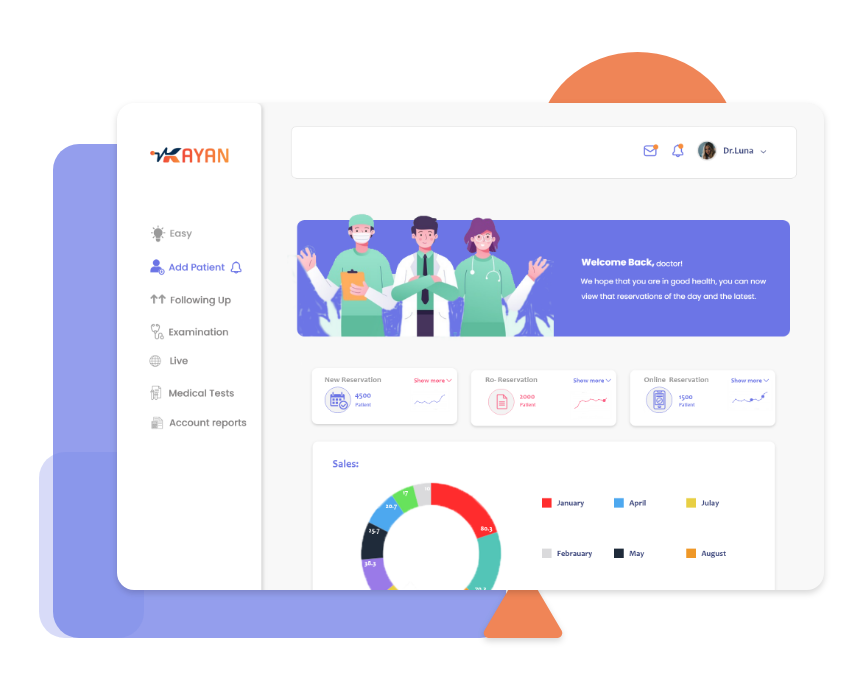 KAYAN
Dr.Luna
Easy
Add Patient
Following Up
Examination
Live
Medical Tests
Account reports
Welcome Back, doctor!
We hope that you are in good health, you can now
view that reservations of the day and the latest.
New Reservation Show more
4500
Patient
Ro- Reservation Show more
2000
Patient
Online Reservation Show more
1500
Patient
Sales:
17
20.7
25.7
38.3
80.3
January April Julay
Febrauary May August